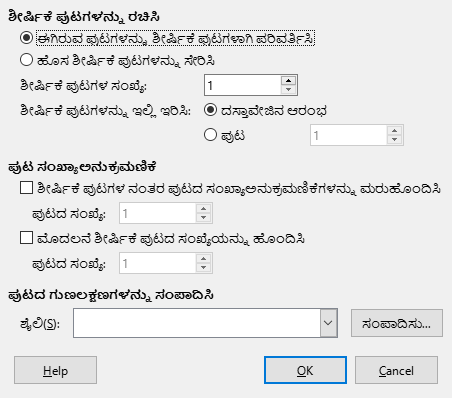 ಶೀರ್ಷಿಕೆ ಪುಟಗಳನ್ನು ರಚಿಸಿ
ಈಗಿರುವ ಪುಟಗಳನ್ನು ಶೀರ್ಷಿಕೆ ಪುಟಗಳಾಗಿ ಪರಿವರ್ತಿಸಿ
ಹೊಸ ಶೀರ್ಷಿಕೆ ಪುಟಗಳನ್ನು ಸೇರಿಸಿ
ಶೀರ್ಷಿಕೆ ಪುಟಗಳ ಸಂಖ್ಯೆ: 1
ಶೀರ್ಷಿಕೆ ಪುಟಗಳನ್ನು ಇಲ್ಲಿ ಇರಿಸಿ: ದಸ್ತಾವೇಜಿನ ಆರಂಭ
ಪುಟ 1
ಪುಟ ಸಂಖ್ಯಾಅನುಕ್ರಮಣಿಕೆ
ಶೀರ್ಷಿಕೆ ಪುಟಗಳ ನಂತರ ಪುಟದ ಸಂಖ್ಯಾಅನುಕ್ರಮಣಿಕೆಗಳನ್ನು ಮರುಹೊಂದಿಸಿ
ಪುಟದ ಸಂಖ್ಯೆ: 1
ಮೊದಲನೆ ಶೀರ್ಷಿಕೆ ಪುಟದ ಸಂಖ್ಯೆಯನ್ನು ಹೊಂದಿಸಿ
ಪುಟದ ಸಂಖ್ಯೆ: 1
ಪುಟದ ಗುಣಲಕ್ಷಣಗಳನ್ನು ಸಂಪಾದಿಸಿ
ಶೈಲಿ(S): ಸಂಪಾದಿಸು...
Help OK Cancel